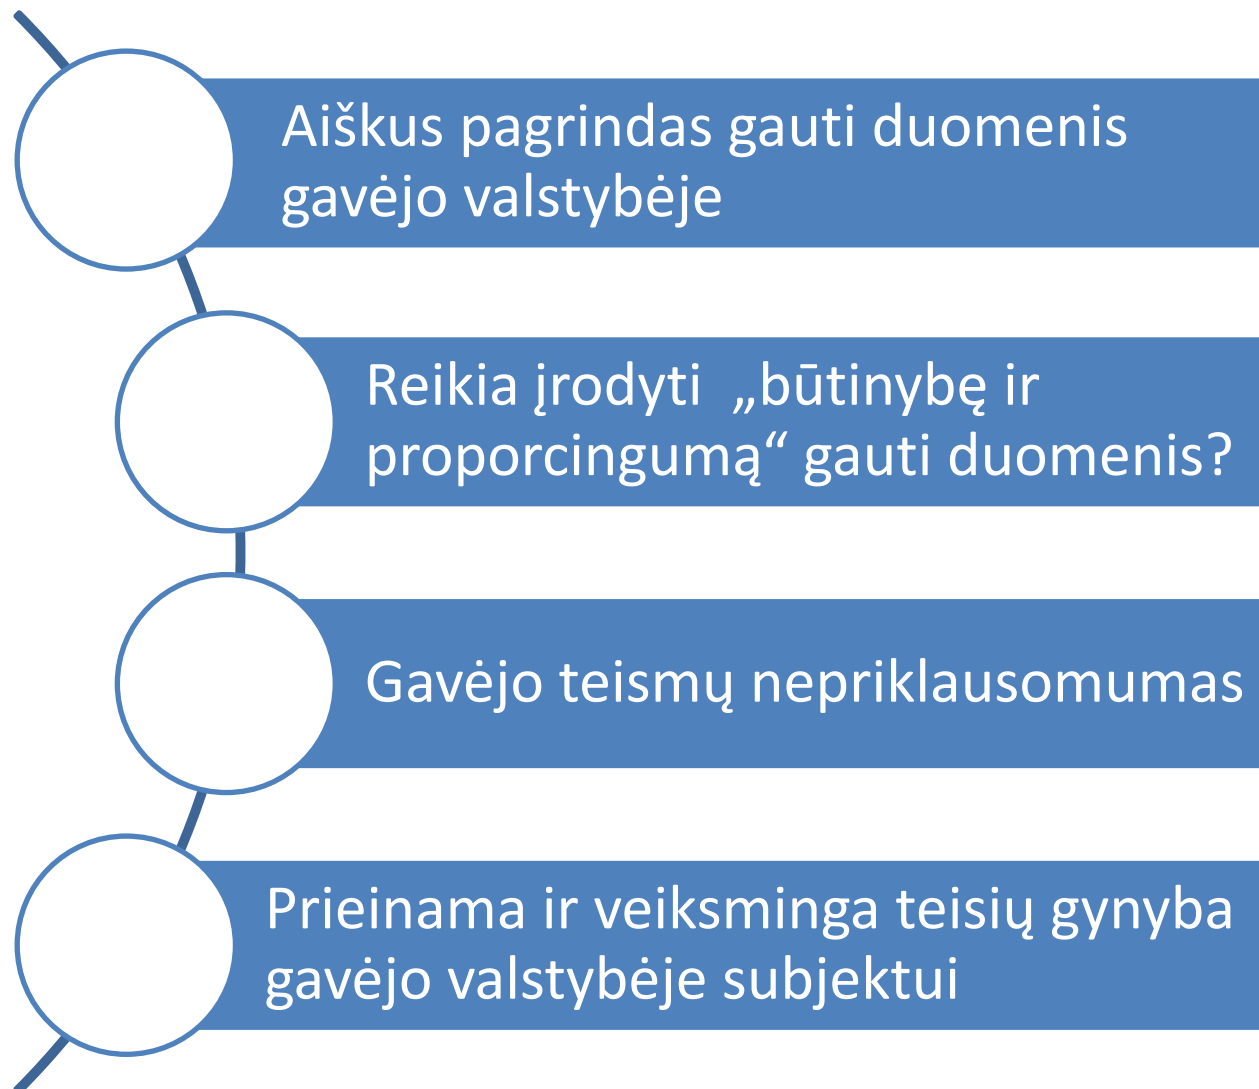 Aiškus pagrindas gauti duomenis
gavėjo valstybėje
Reikia įrodyti „būtinybę ir
proporcingumą“ gauti duomenis?
Gavėjo teismų nepriklausomumas
Prieinama ir veiksminga teisių gynyba
gavėjo valstybėje subjektui